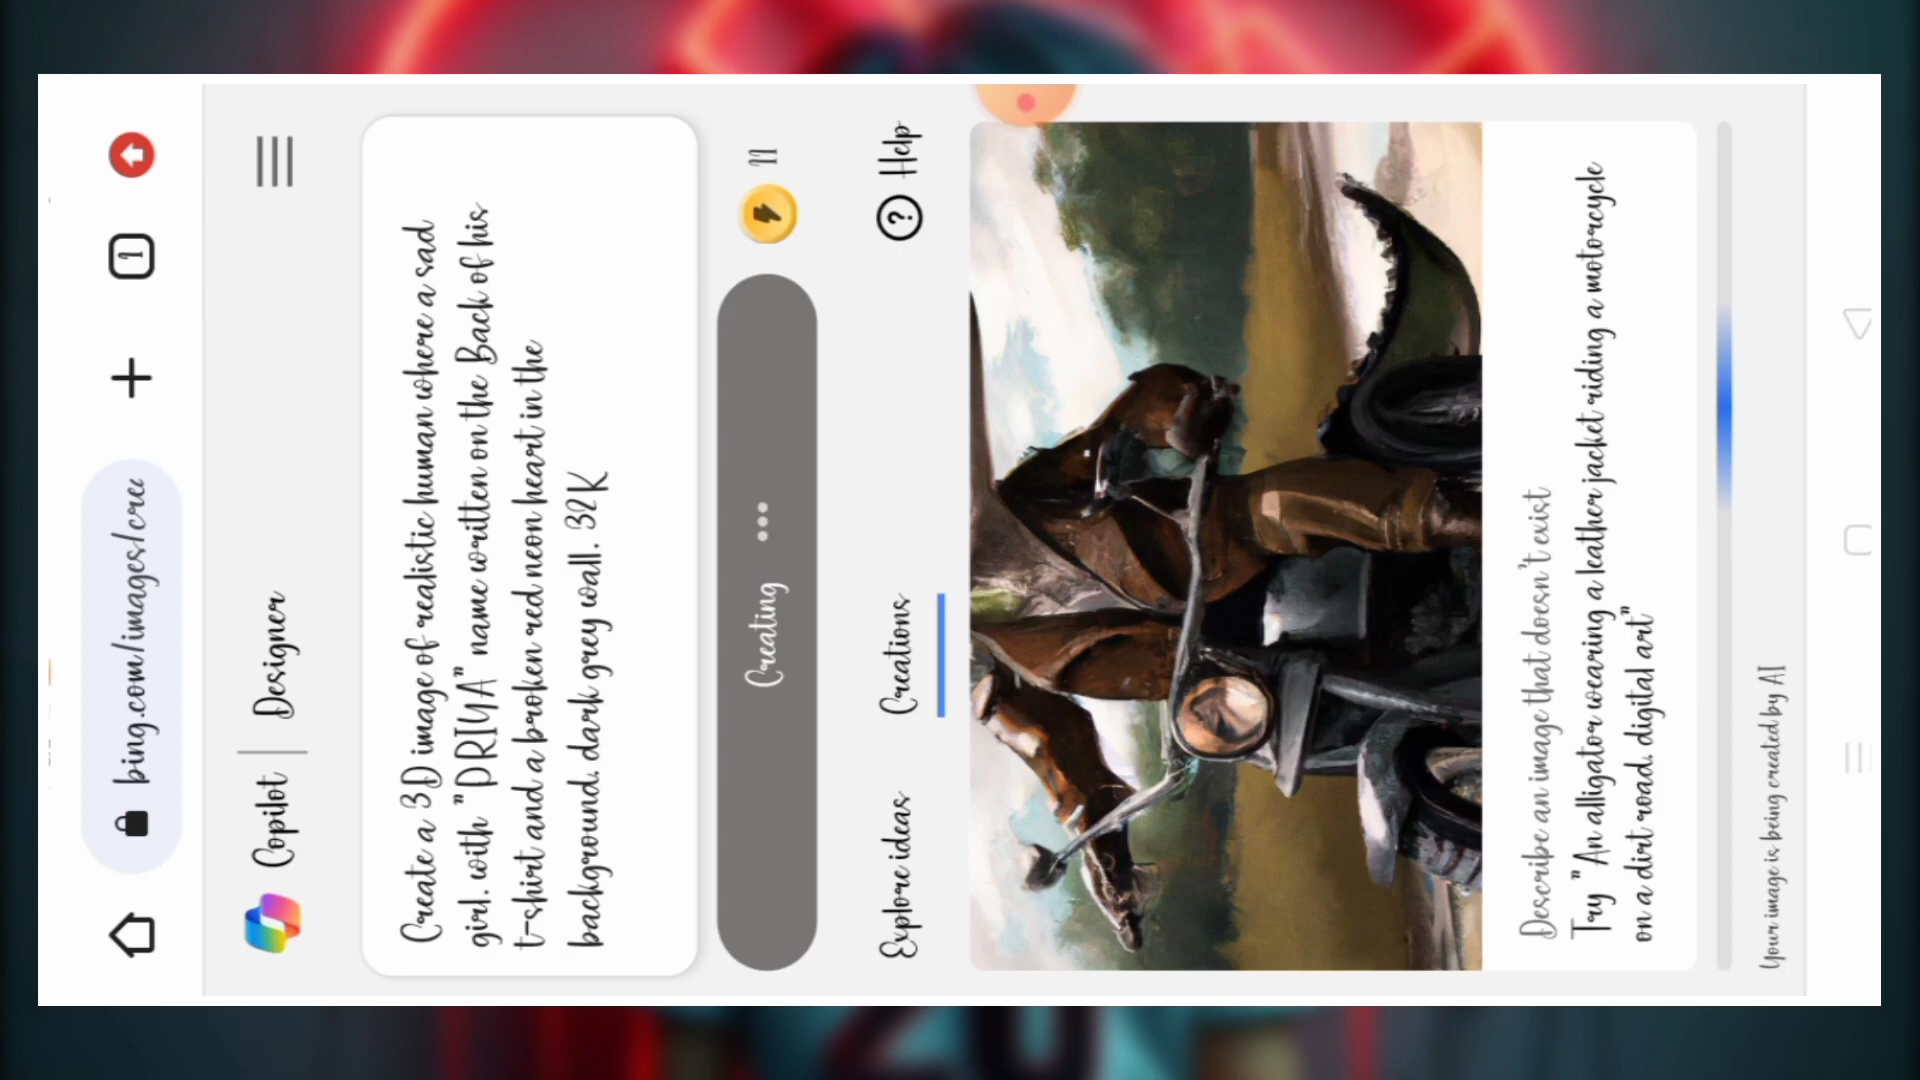 bing.com/images/crea
1
Copilot | Designer
Create a 3D image of realistic human where a sad
girl. with "PRIYA" name written on the Back of his
t-shirt and a broken red neon heart in the
background. dark grey wall. 32K
Creating ...
11
Explore ideas
Creations
? Help
Describe an image that doesn't exist
Try "An alligator wearing a leather jacket riding a motorcycle
on a dirt road, digital art"
Your image is being created by AI
20